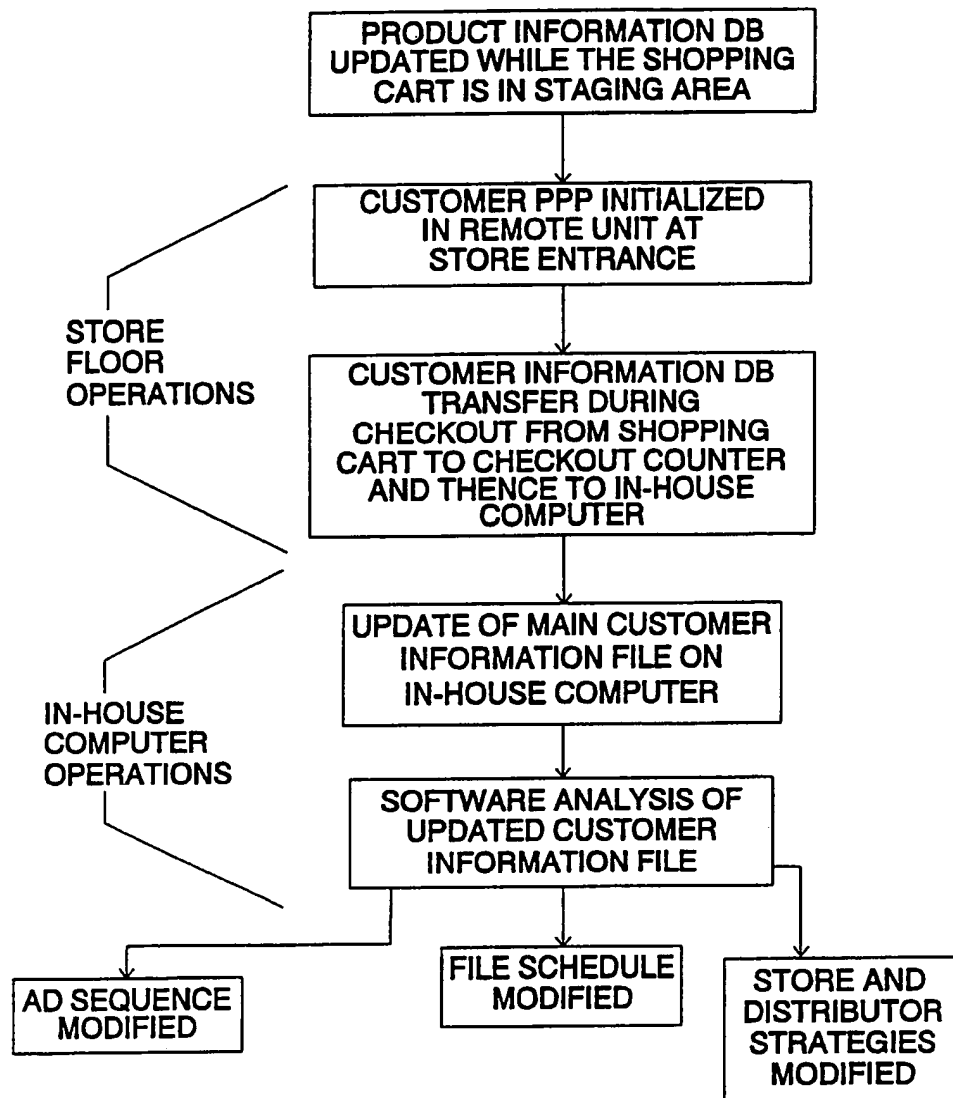 PRODUCT INFORMATION DB
UPDATED WHILE THE SHOPPING
CART IS IN STAGING AREA
CUSTOMER PPP INITIALIZED
IN REMOTE UNIT AT
STORE ENTRANCE
STORE
FLOOR
OPERATIONS
CUSTOMER INFORMATION DB
TRANSFER DURING
CHECKOUT FROM SHOPPING
CART TO CHECKOUT COUNTER
AND THENCE TO IN-HOUSE
COMPUTER
UPDATE OF MAIN CUSTOMER
INFORMATION FILE ON
IN-HOUSE COMPUTER
IN-HOUSE
COMPUTER
OPERATIONS
SOFTWARE ANALYSIS OF
UPDATED CUSTOMER
INFORMATION FILE
AD SEQUENCE
MODIFIED
FILE SCHEDULE
MODIFIED
STORE AND
DISTRIBUTOR
STRATEGIES
MODIFIED